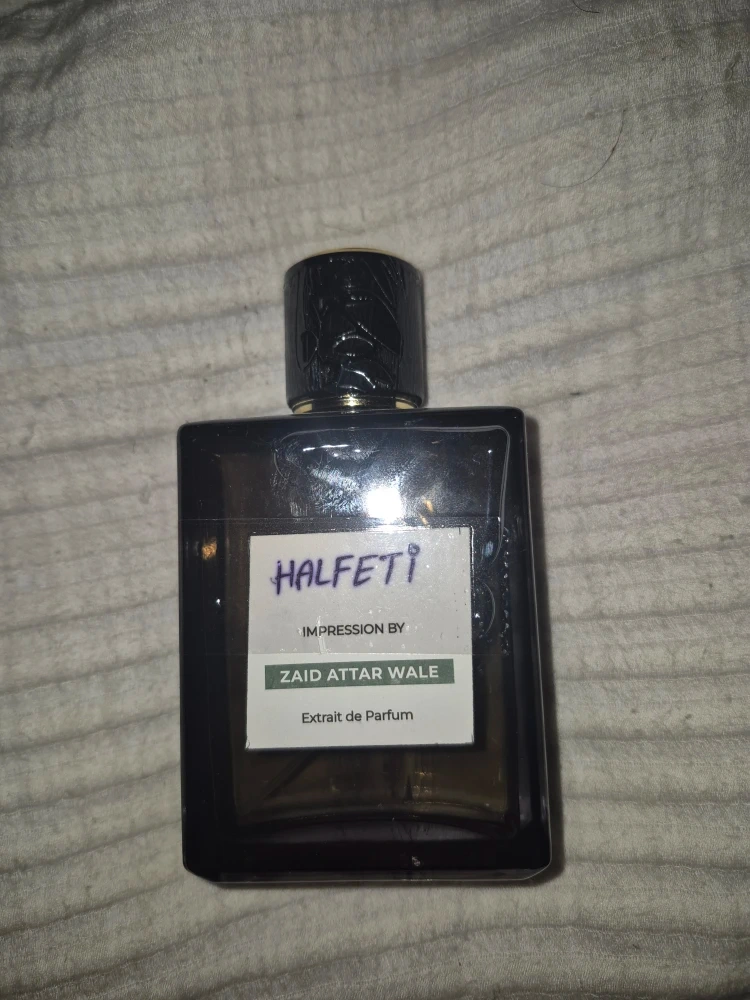 HALFETi
IMPRESSION BY
ZAID ATTAR WALE
Extrait de Parfum